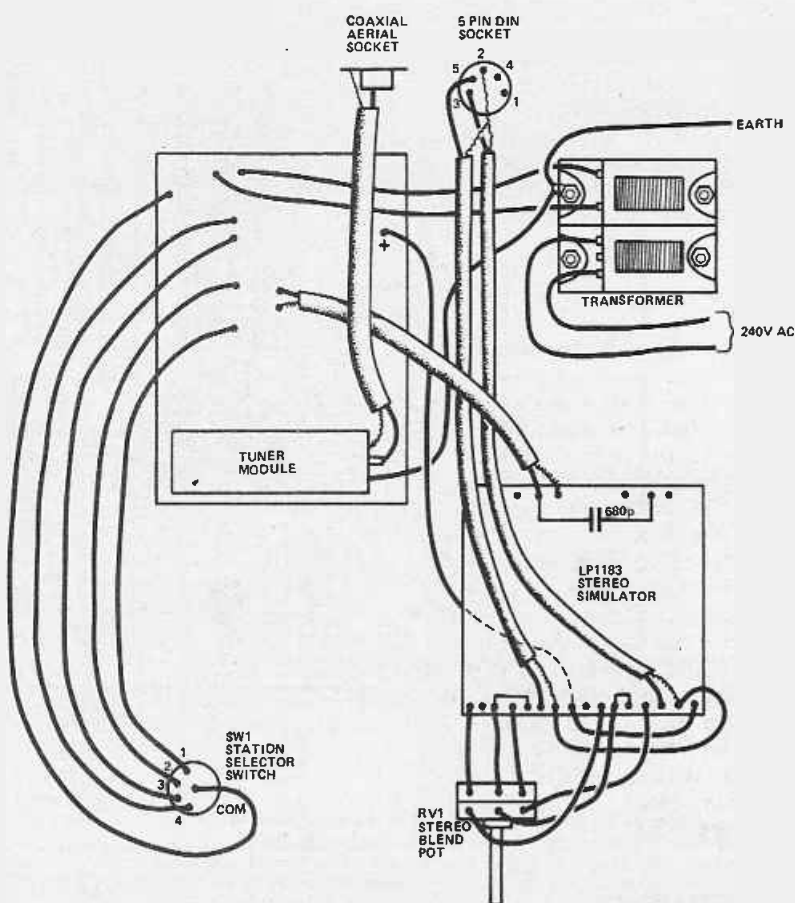 COAXIAL
AERIAL
SOCKET
5 PIN DIN
SOCKET
2
5
4
3
1
EARTH
+
TRANSFORMER
240V AC
TUNER
MODULE
680p
LP1183
STEREO
SIMULATOR
SW1
STATION
SELECTOR
SWITCH
1
2
3
4
COM
RV1
STEREO
BLEND
POT